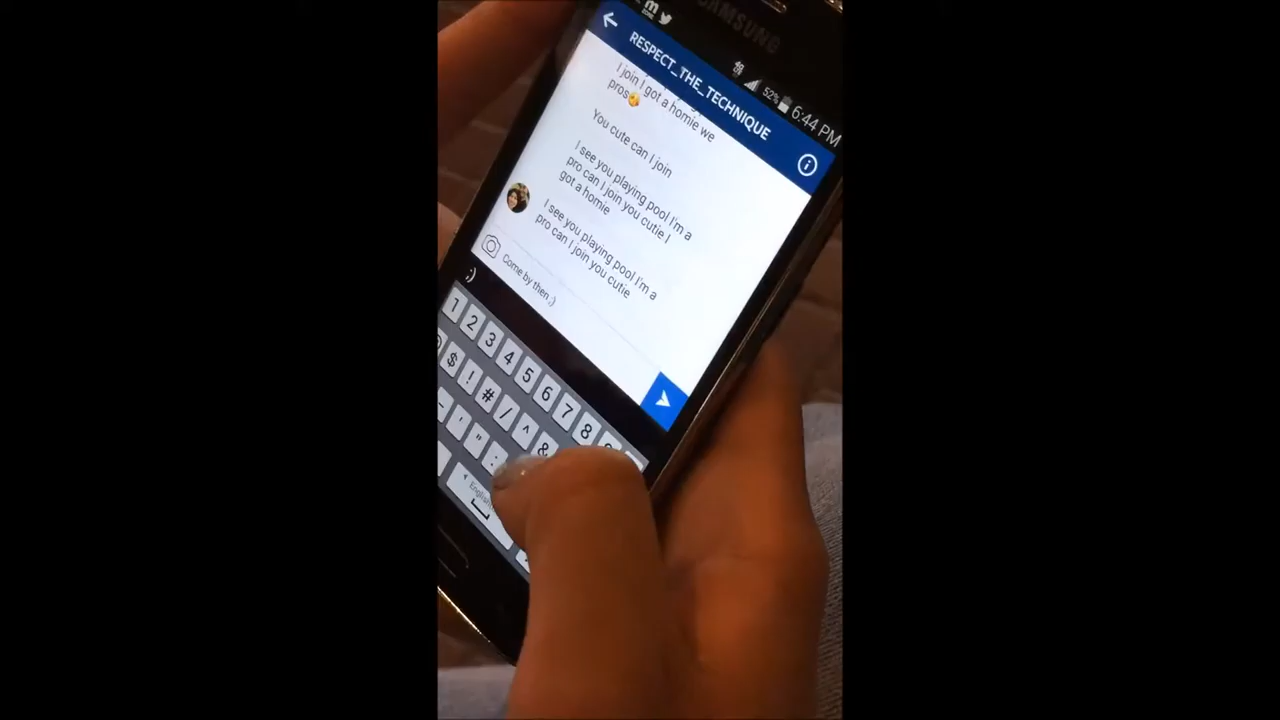 SAMSUNG
52% 6:44 PM
RESPECT_THE_TECHNIQUE
I join I got a homie we
pros
You cute can I join
I see you playing pool I'm a
pro can I join you cutie I
got a homie
I see you playing pool I'm a
pro can I join you cutie
Come by then ;)
;)
1 2 3 4 5 6 7 8
$ ! # / ^ &
- ' " :
English